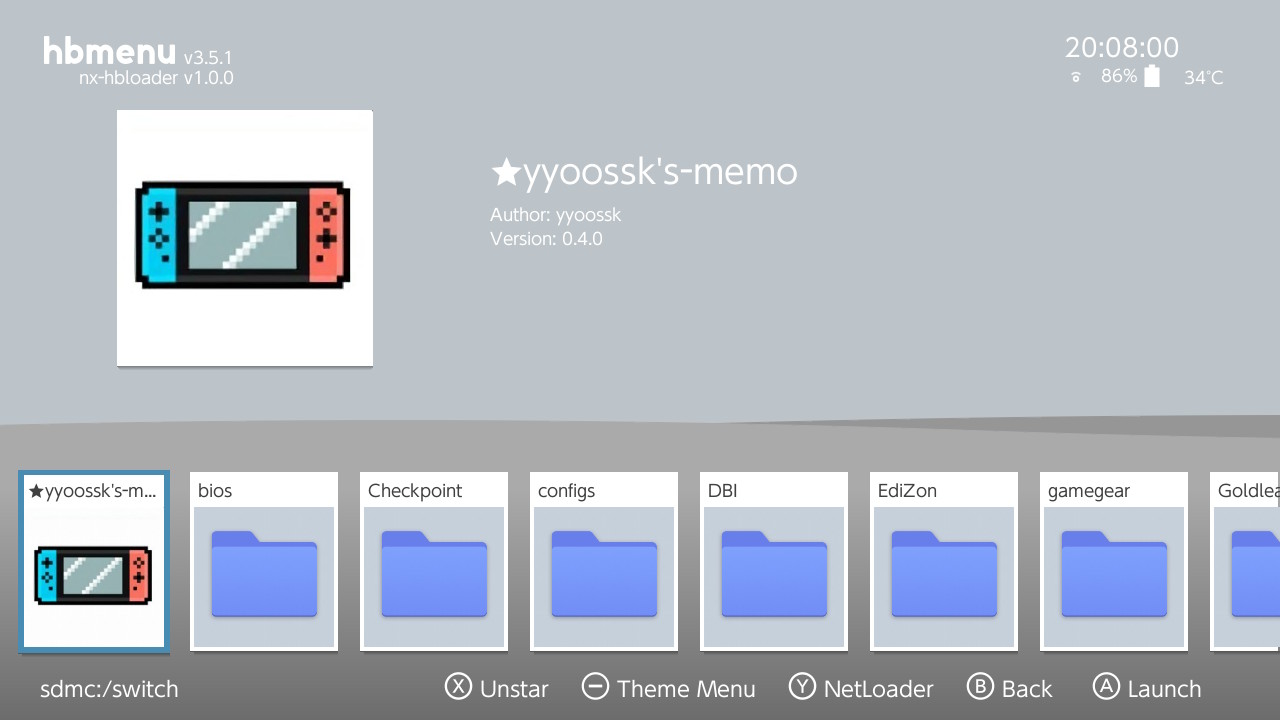 hbmenu v3.5.1
nx-hbloader v1.0.0
20:08:00
86% 34°C
★yyoossk's-memo
Author: yyoossk
Version: 0.4.0
★yyoossk's-m... bios Checkpoint configs DBI EdiZon gamegear Goldlea
sdmc:/switch X Unstar − Theme Menu Y NetLoader B Back A Launch